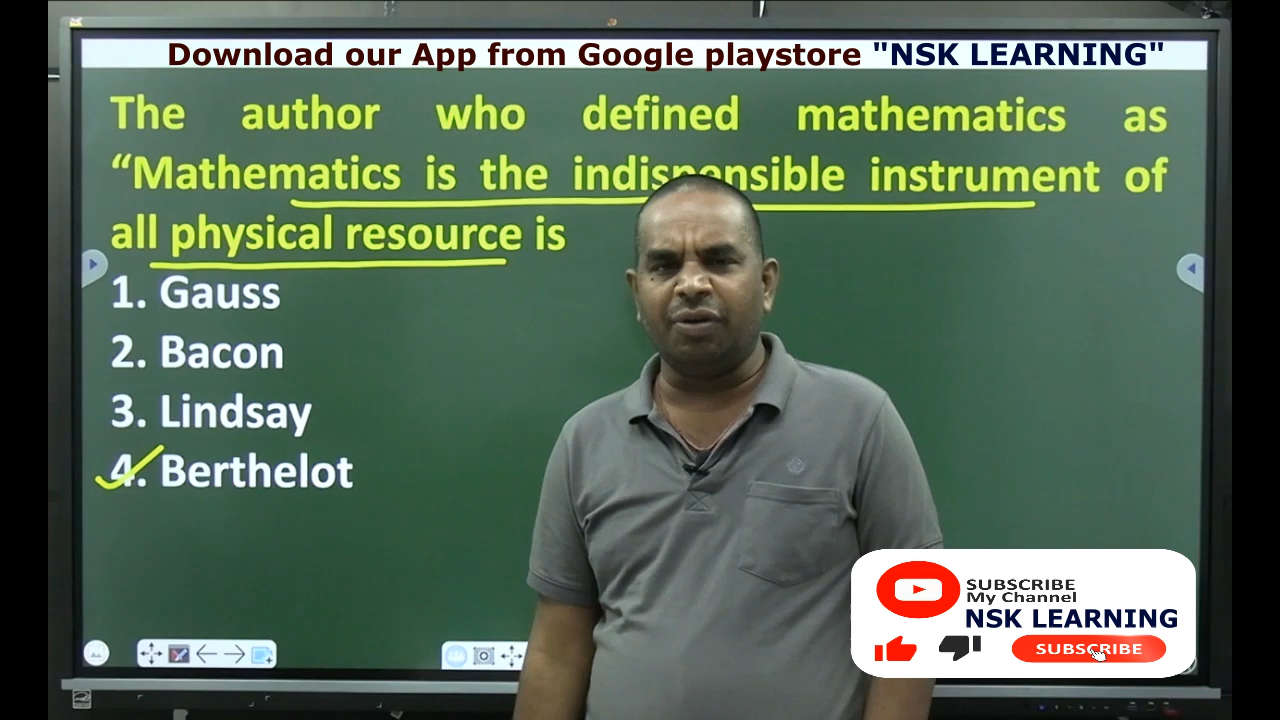 Download our App from Google playstore "NSK LEARNING"
The author who defined mathematics as
“Mathematics is the indispensible instrument of
all physical resource is
1. Gauss
2. Bacon
3. Lindsay
4. Berthelot
SUBSCRIBE
My Channel
NSK LEARNING
SUBSCRIBE